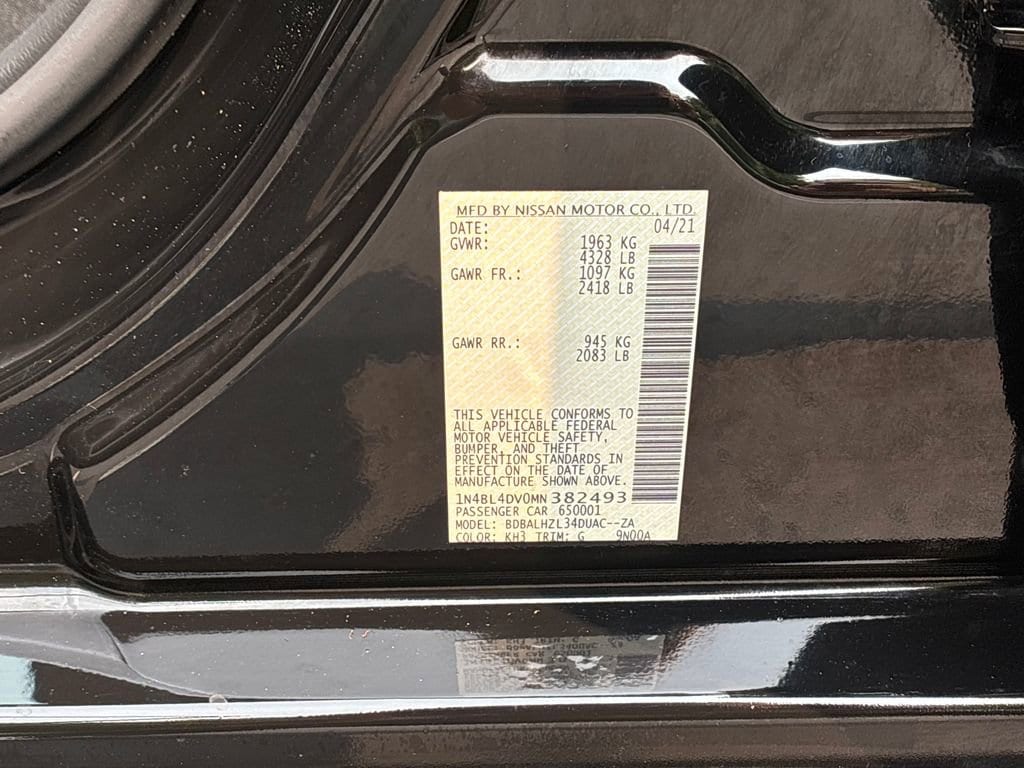 MFD BY NISSAN MOTOR CO., LTD.
DATE: 04/21
GVWR: 1963 KG
4328 LB
GAWR FR.: 1097 KG
2418 LB
GAWR RR.: 945 KG
2083 LB
THIS VEHICLE CONFORMS TO
ALL APPLICABLE FEDERAL
MOTOR VEHICLE SAFETY,
BUMPER, AND THEFT
PREVENTION STANDARDS IN
EFFECT ON THE DATE OF
MANUFACTURE SHOWN ABOVE.
1N4BL4DV0MN382493
PASSENGER CAR 650001
MODEL: BDBALHZL34DUAC--ZA
COLOR: KH3 TRIM: G 9N00A